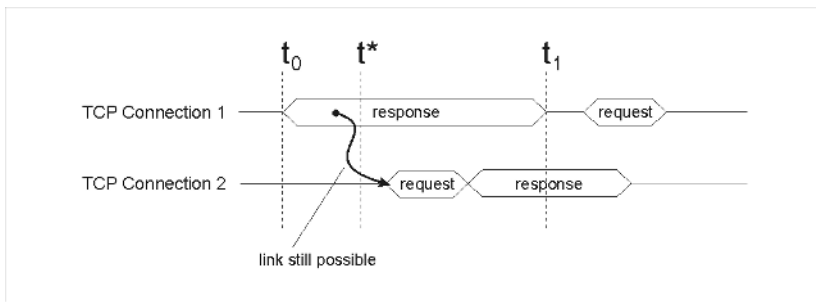 t0 t* t1
TCP Connection 1 response request
TCP Connection 2 request response
link still possible